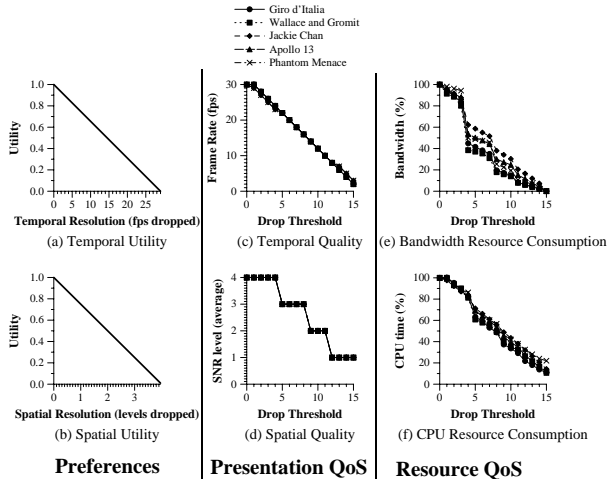 Giro d'Italia
Wallace and Gromit
Jackie Chan
Apollo 13
Phantom Menace
1.0
0.8
0.6
0.4
0.2
0.0
Utility
0 5 10 15 20 25
Temporal Resolution (fps dropped)
(a) Temporal Utility
30
20
10
0
Frame Rate (fps)
0 5 10 15
Drop Threshold
(c) Temporal Quality
100
80
60
40
20
0
Bandwidth (%)
0 5 10 15
Drop Threshold
(e) Bandwidth Resource Consumption
1.0
0.8
0.6
0.4
0.2
0.0
Utility
0 1 2 3
Spatial Resolution (levels dropped)
(b) Spatial Utility
4
3
2
1
0
SNR level (average)
0 5 10 15
Drop Threshold
(d) Spatial Quality
100
80
60
40
20
0
CPU time (%)
0 5 10 15
Drop Threshold
(f) CPU Resource Consumption
Preferences
Presentation QoS
Resource QoS